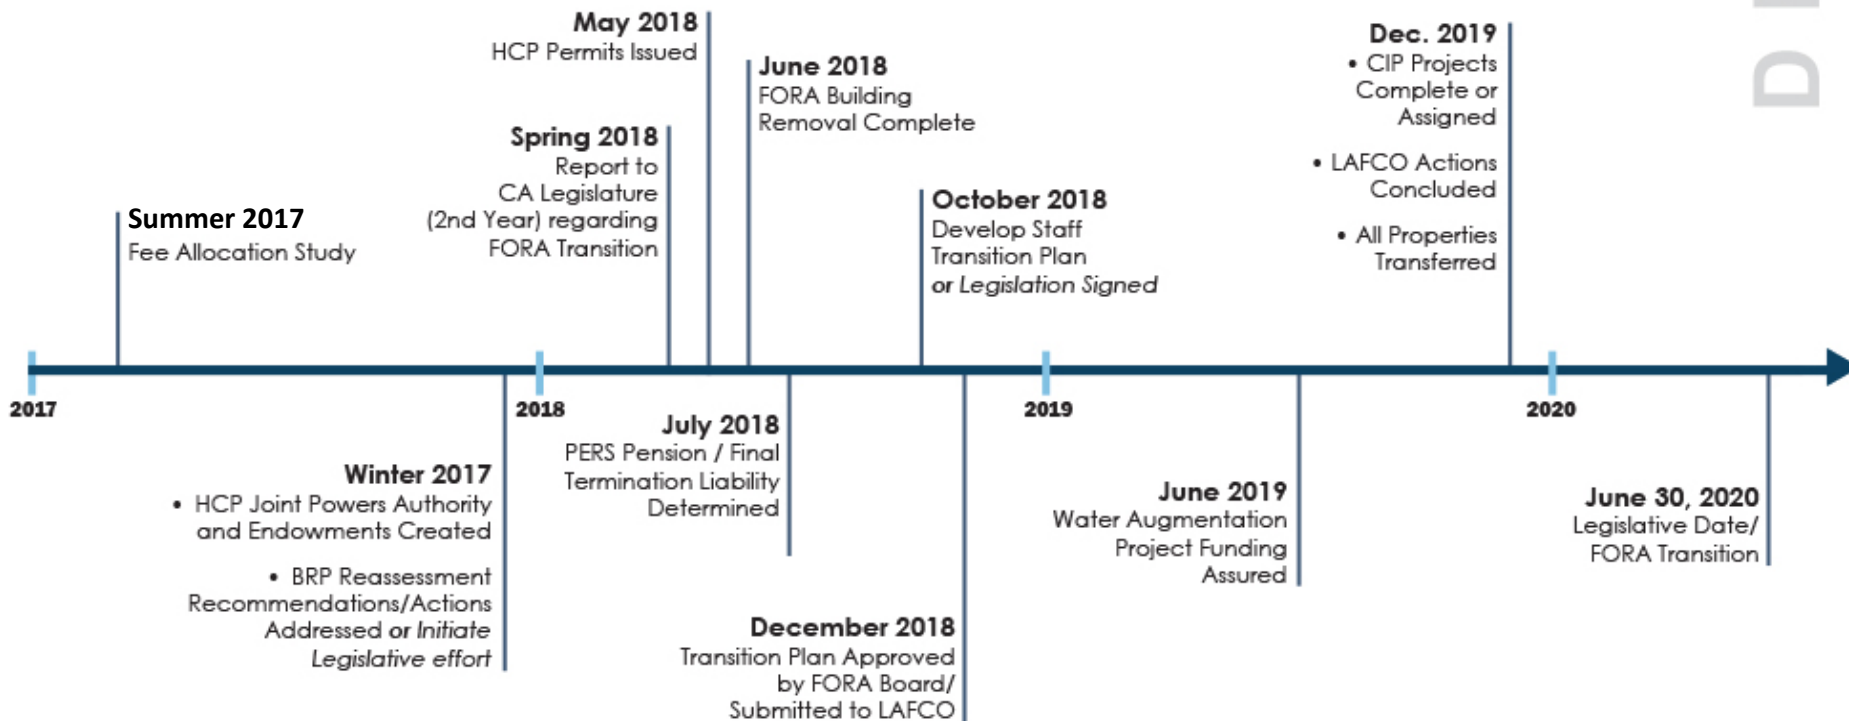 May 2018
HCP Permits Issued
June 2018
FORA Building
Removal Complete
Spring 2018
Report to
CA Legislature
(2nd Year) regarding
FORA Transition
Summer 2017
Fee Allocation Study
October 2018
Develop Staff
Transition Plan
or Legislation Signed
Dec. 2019
• CIP Projects
Complete or
Assigned
• LAFCO Actions
Concluded
• All Properties
Transferred
2017
2018
2019
2020
Winter 2017
• HCP Joint Powers Authority
and Endowments Created
• BRP Reassessment
Recommendations/Actions
Addressed or Initiate
Legislative effort
July 2018
PERS Pension / Final
Termination Liability
Determined
December 2018
Transition Plan Approved
by FORA Board/
Submitted to LAFCO
June 2019
Water Augmentation
Project Funding
Assured
June 30, 2020
Legislative Date/
FORA Transition